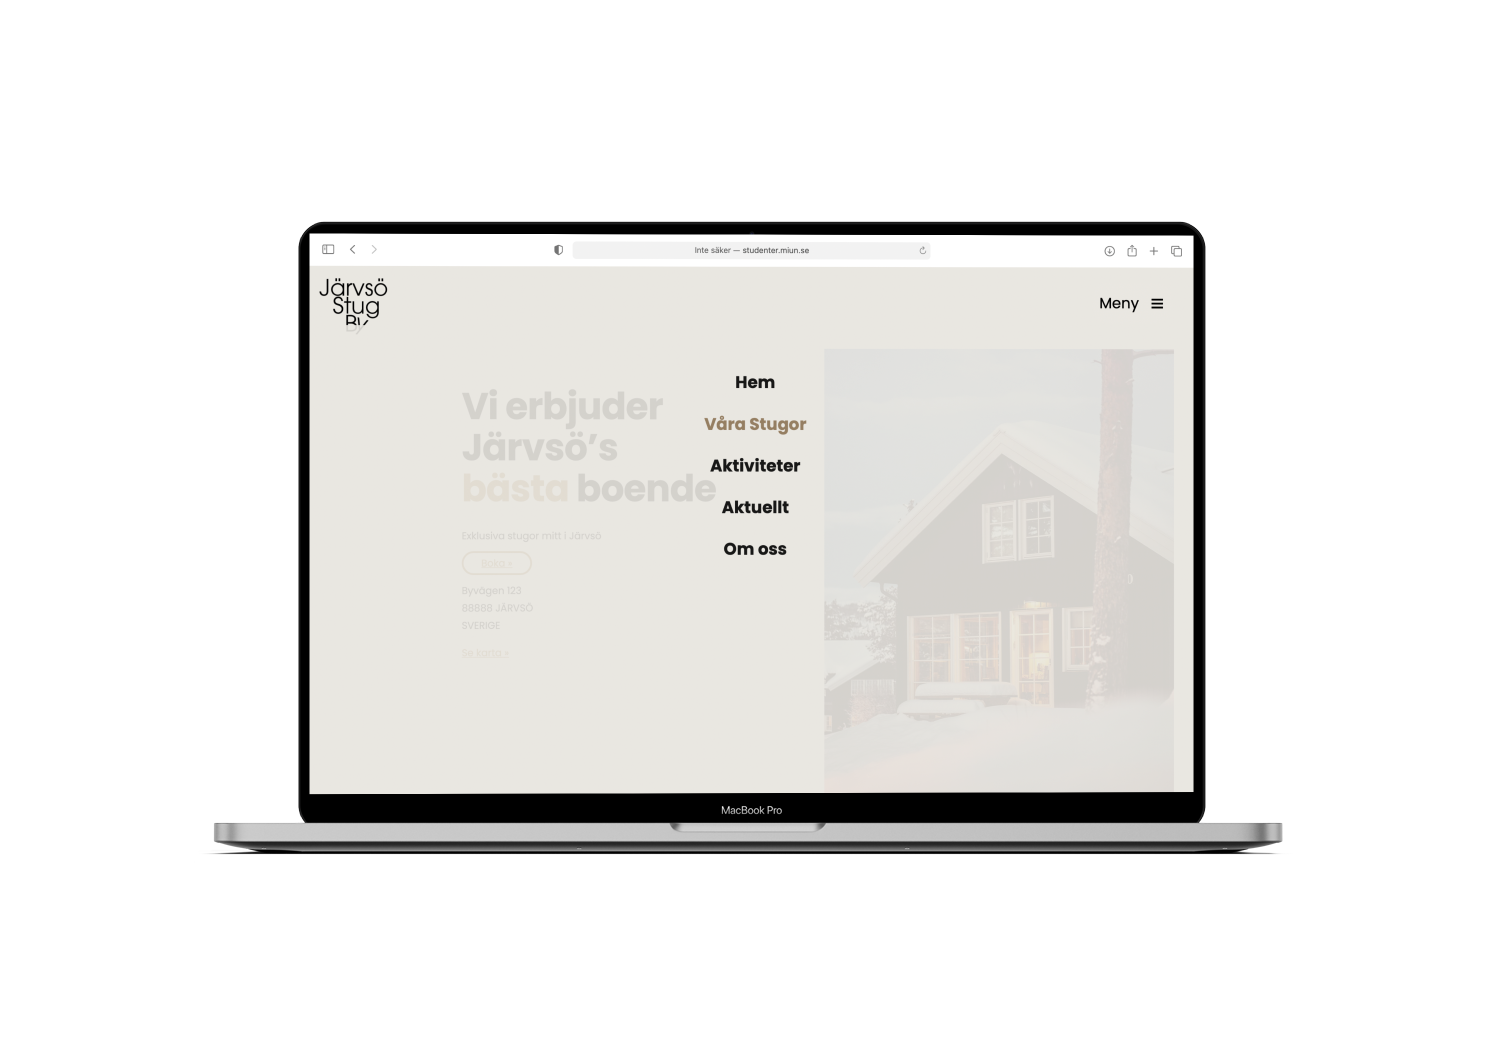 Inte säker — studenter.miun.se
Järvsö
Stug
By
Meny
Hem
Våra Stugor
Aktiviteter
Aktuellt
Om oss
Vi erbjuder
Järvsö’s
bästa boende
Exklusiva stugor mitt i Järvsö
Boka >
Byvägen 123
88888 JÄRVSÖ
SVERIGE
Se karta >
MacBook Pro